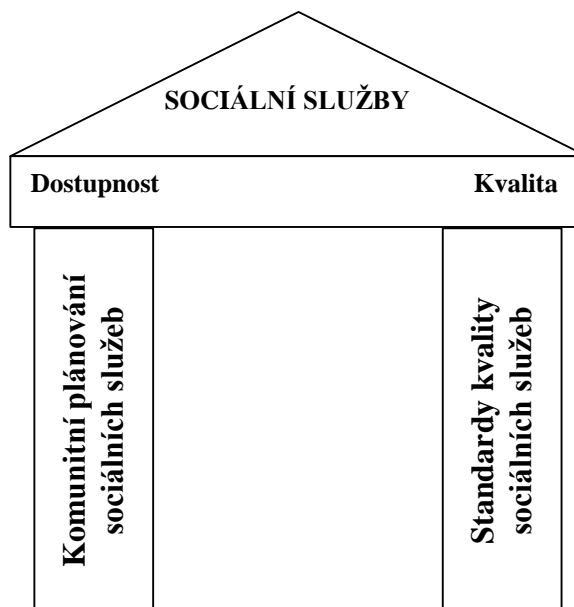 SOCIÁLNÍ SLUŽBY
Dostupnost
Kvalita
Komunitní plánování
sociálních služeb
Standardy kvality
sociálních služeb